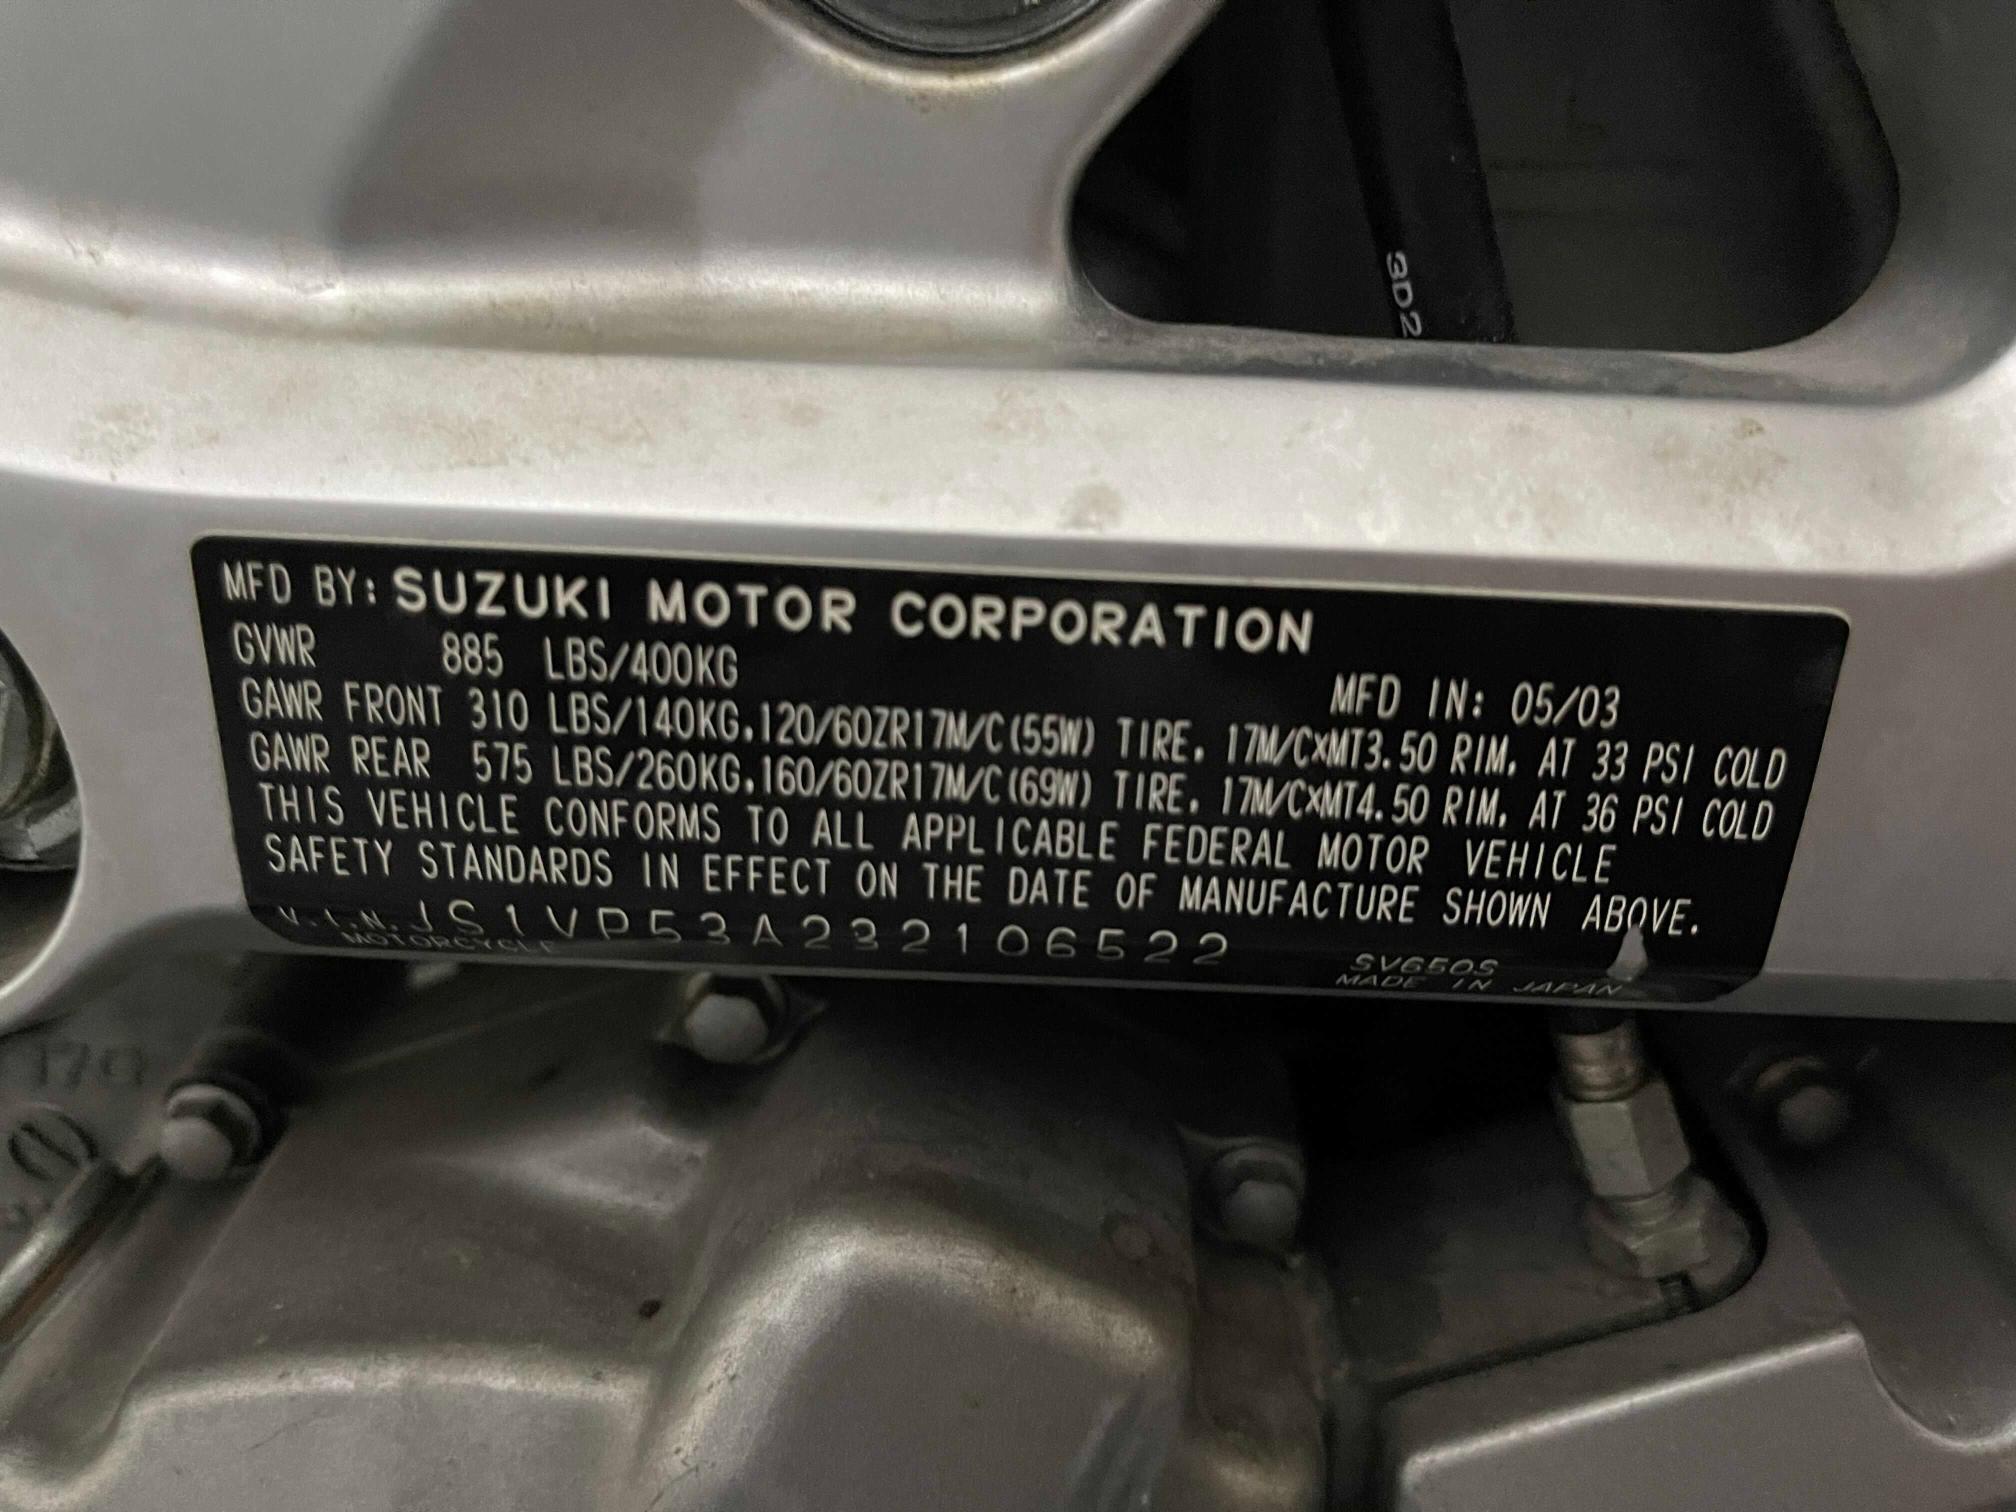 3D2
MFD BY: SUZUKI MOTOR CORPORATION
GVWR 885 LBS/400KG
MFD IN: 05/03
GAWR FRONT 310 LBS/140KG.120/60ZR17M/C(55W) TIRE, 17M/C×MT3.50 RIM, AT 33 PSI COLD
GAWR REAR 575 LBS/260KG.160/60ZR17M/C(69W) TIRE, 17M/C×MT4.50 RIM, AT 36 PSI COLD
THIS VEHICLE CONFORMS TO ALL APPLICABLE FEDERAL MOTOR VEHICLE
SAFETY STANDARDS IN EFFECT ON THE DATE OF MANUFACTURE SHOWN ABOVE.
V.I.N. JS1VP53A232106522
MOTORCYCLE
SV650S
MADE IN JAPAN